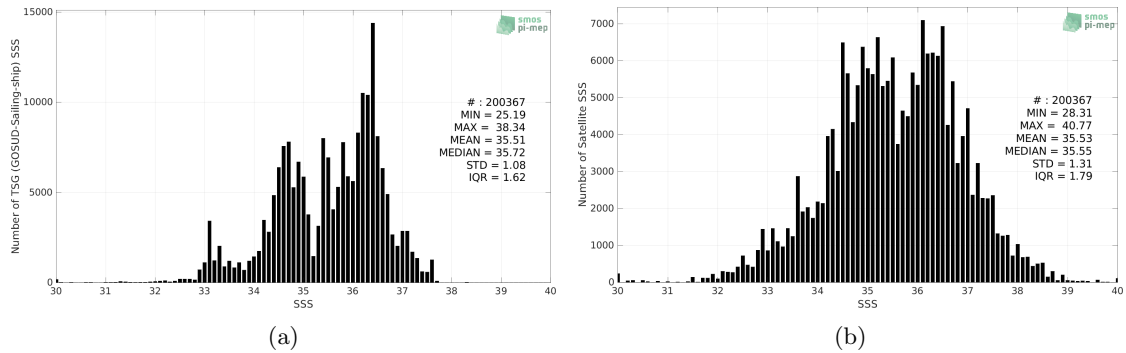 15000
10000
5000
0
30 31 32 33 34 35 36 37 38 39 40
SSS
Number of TSG (GOSUD-Sailing-ship) SSS
smos
pi-mep
# : 200367
MIN = 25.19
MAX = 38.34
MEAN = 35.51
MEDIAN = 35.72
STD = 1.08
IQR = 1.62
(a)
7000
6000
5000
4000
3000
2000
1000
0
30 31 32 33 34 35 36 37 38 39 40
SSS
Number of Satellite SSS
smos
pi-mep
# : 200367
MIN = 28.31
MAX = 40.77
MEAN = 35.53
MEDIAN = 35.55
STD = 1.31
IQR = 1.79
(b)